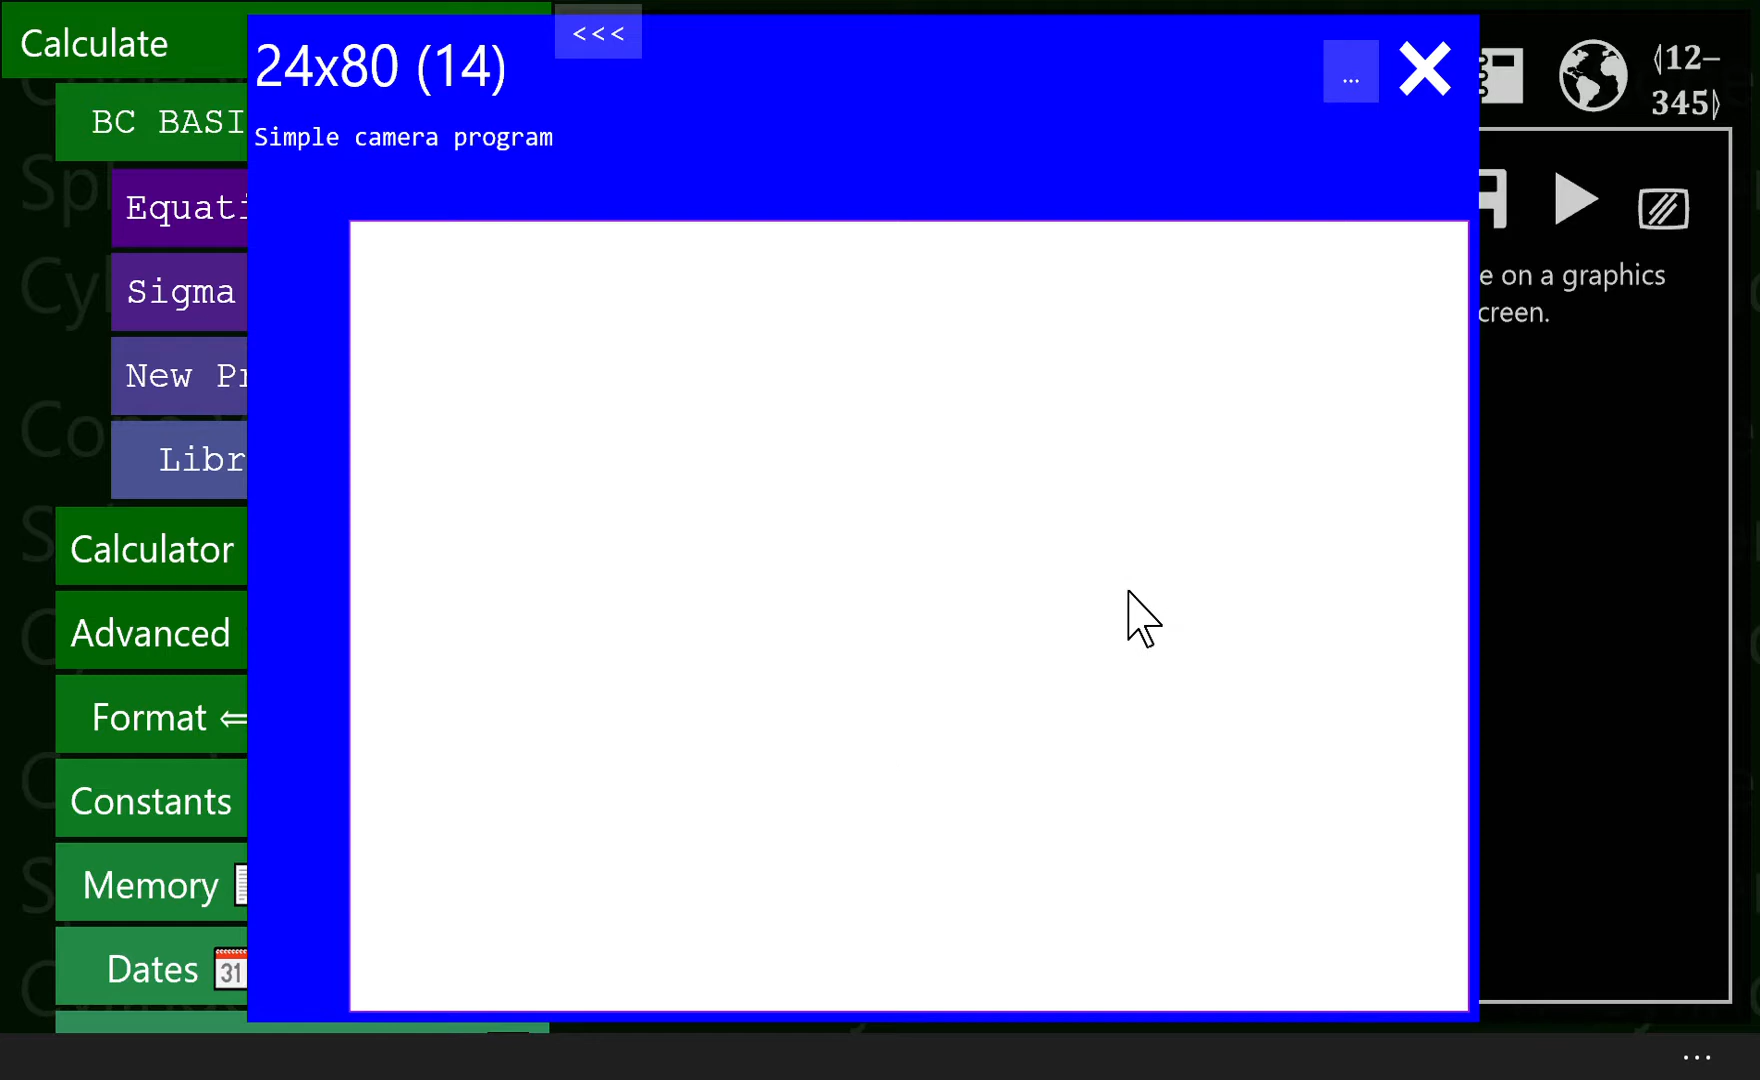 Calculate
<<<
24x80 (14)
...
⟨12–
345⟩
BC BASI
Simple camera program
Equati
Sigma
New Pr
Libr
e on a graphics
creen.
Calculator
Advanced
Format ⇐
Constants
Memory
Dates
31
...